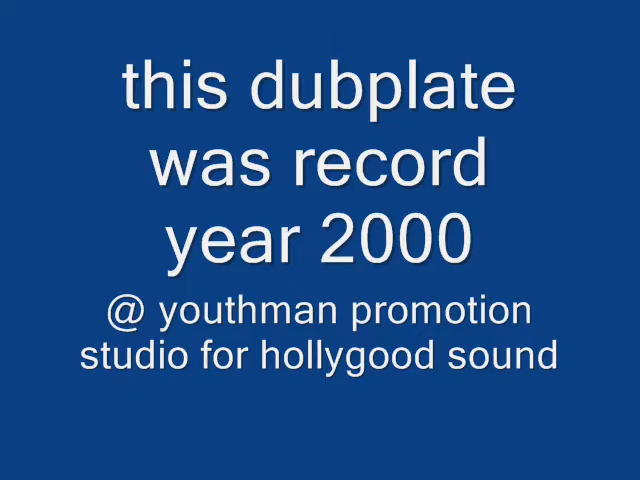 this dubplate
was record
year 2000
@ youthman promotion
studio for hollygood sound